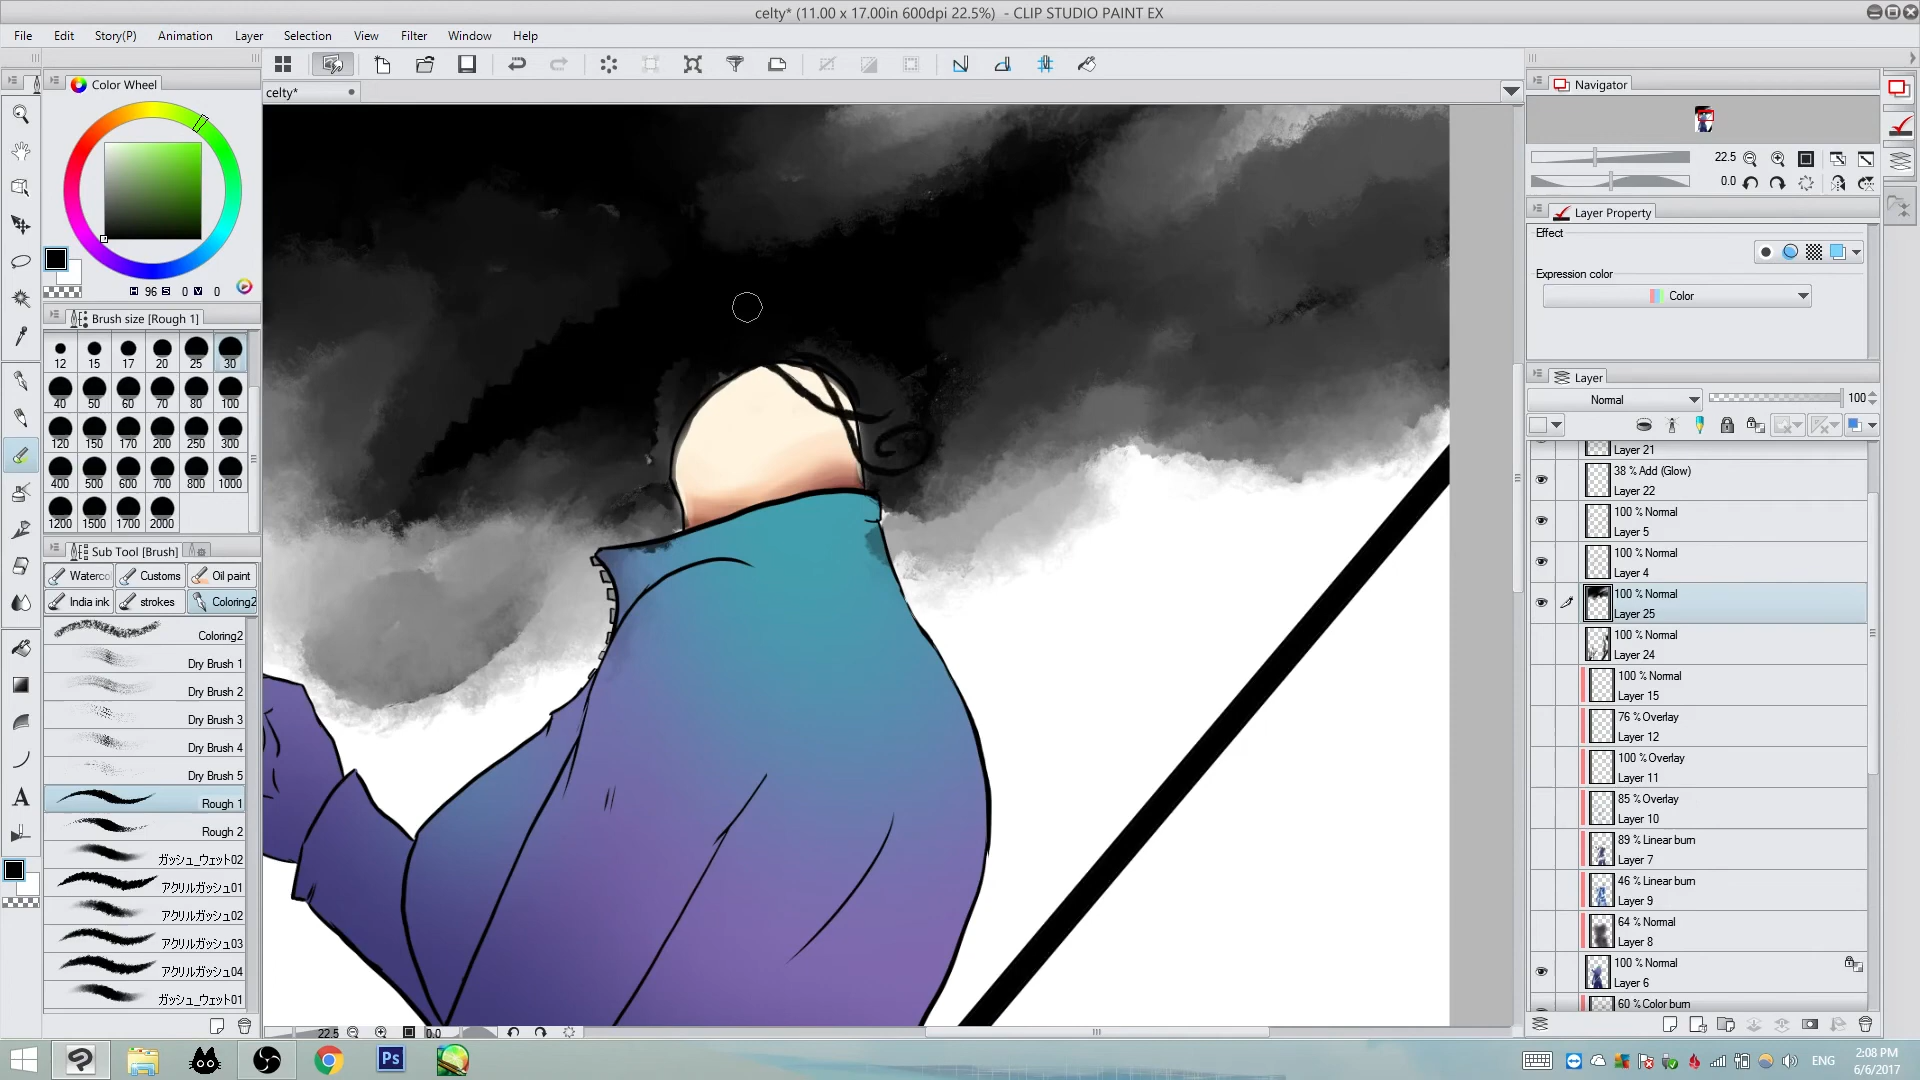 celty* (11.00 x 17.00in 600dpi 22.5%) - CLIP STUDIO PAINT EX
File Edit Story(P) Animation Layer Selection View Filter Window Help
celty*
Color Wheel
H 96 S 0 V 0
Brush size [Rough 1]
12 15 17 20 25 30
40 50 60 70 80 100
120 150 170 200 250 300
400 500 600 700 800 1000
1200 1500 1700 2000
Sub Tool [Brush]
Waterco Customs Oil paint
India ink strokes Coloring2
Coloring2
Dry Brush 1
Dry Brush 2
Dry Brush 3
Dry Brush 4
Dry Brush 5
Rough 1
Rough 2
ガッシュ_ウェット02
アクリルガッシュ01
アクリルガッシュ02
アクリルガッシュ03
アクリルガッシュ04
ガッシュ_ウェット01
22.5 0.0
Navigator
22.5
0.0
Layer Property
Effect
Expression color
Color
Layer
Normal 100
Layer 21
38 % Add (Glow)
Layer 22
100 % Normal
Layer 5
100 % Normal
Layer 4
100 % Normal
Layer 25
100 % Normal
Layer 24
100 % Normal
Layer 15
76 % Overlay
Layer 12
100 % Overlay
Layer 11
85 % Overlay
Layer 10
89 % Linear burn
Layer 7
46 % Linear burn
Layer 9
64 % Normal
Layer 8
100 % Normal
Layer 6
60 % Color burn
Ps
ENG
2:08 PM
6/6/2017